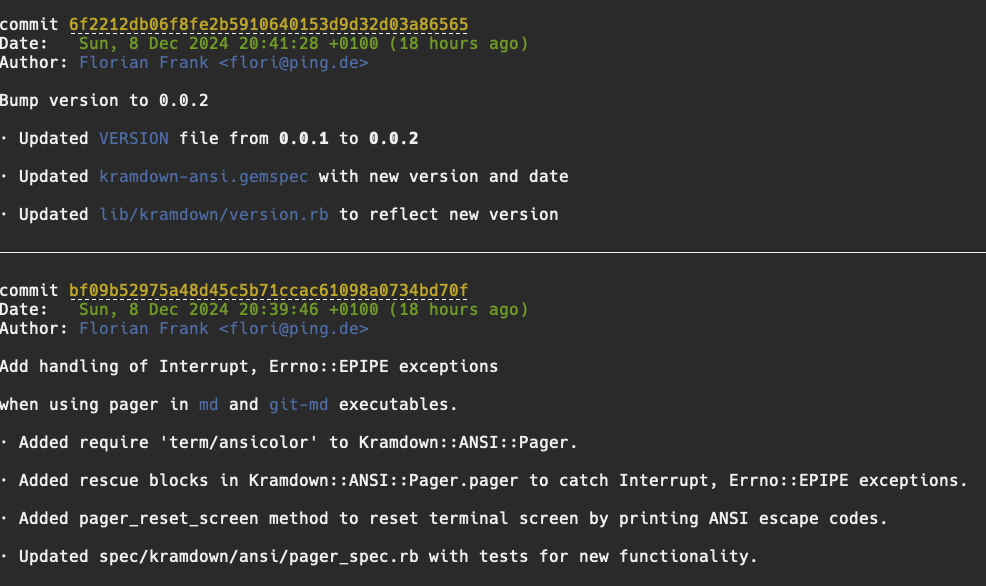 commit 6f2212db06f8fe2b5910640153d9d32d03a86565
Date:   Sun, 8 Dec 2024 20:41:28 +0100 (18 hours ago)
Author: Florian Frank <flori@ping.de>
Bump version to 0.0.2
· Updated VERSION file from 0.0.1 to 0.0.2
· Updated kramdown-ansi.gemspec with new version and date
· Updated lib/kramdown/version.rb to reflect new version
commit bf09b52975a48d45c5b71ccac61098a0734bd70f
Date:   Sun, 8 Dec 2024 20:39:46 +0100 (18 hours ago)
Author: Florian Frank <flori@ping.de>
Add handling of Interrupt, Errno::EPIPE exceptions
when using pager in md and git-md executables.
· Added require 'term/ansicolor' to Kramdown::ANSI::Pager.
· Added rescue blocks in Kramdown::ANSI::Pager.pager to catch Interrupt, Errno::EPIPE exceptions.
· Added pager_reset_screen method to reset terminal screen by printing ANSI escape codes.
· Updated spec/kramdown/ansi/pager_spec.rb with tests for new functionality.